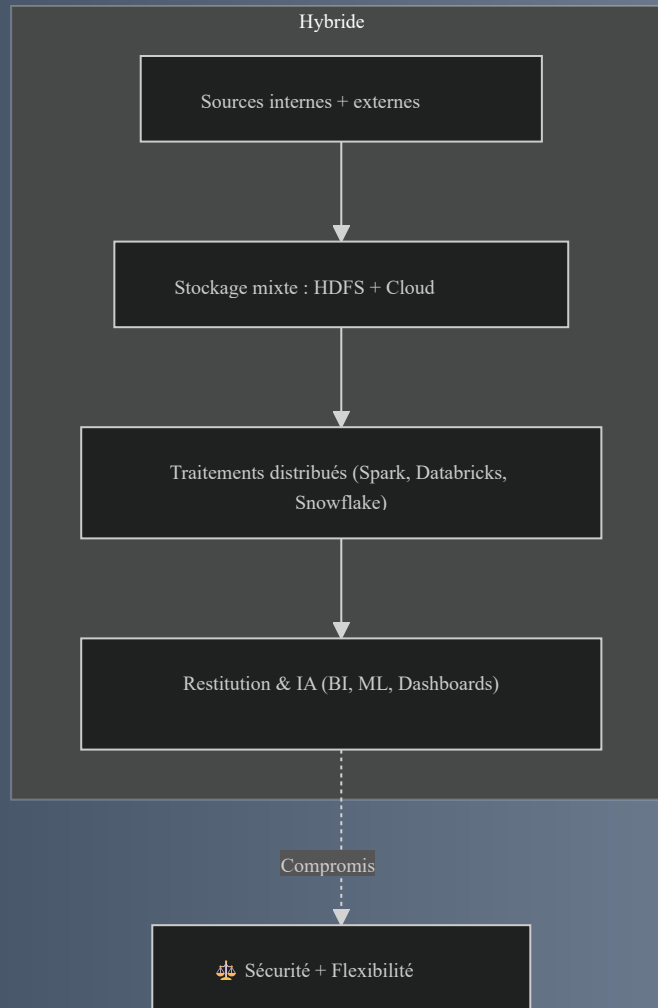 Hybride
Sources internes + externes
Stockage mixte : HDFS + Cloud
Traitements distribués (Spark, Databricks,
Snowflake)
Restitution & IA (BI, ML, Dashboards)
Compromis
⚖️ Sécurité + Flexibilité